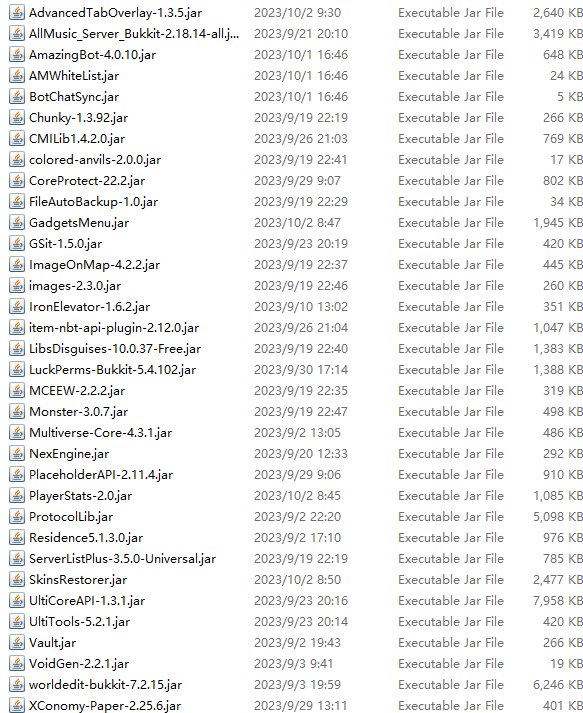 AdvancedTabOverlay-1.3.5.jar 2023/10/2 9:30 Executable Jar File 2,640 KB
AllMusic_Server_Bukkit-2.18.14-all.j... 2023/9/21 20:10 Executable Jar File 3,419 KB
AmazingBot-4.0.10.jar 2023/10/1 16:46 Executable Jar File 648 KB
AMWhiteList.jar 2023/10/1 16:46 Executable Jar File 24 KB
BotChatSync.jar 2023/10/1 16:46 Executable Jar File 5 KB
Chunky-1.3.92.jar 2023/9/19 22:19 Executable Jar File 266 KB
CMILib1.4.2.0.jar 2023/9/26 21:03 Executable Jar File 769 KB
colored-anvils-2.0.0.jar 2023/9/19 22:41 Executable Jar File 17 KB
CoreProtect-22.2.jar 2023/9/29 9:07 Executable Jar File 802 KB
FileAutoBackup-1.0.jar 2023/9/19 22:29 Executable Jar File 34 KB
GadgetsMenu.jar 2023/10/2 8:47 Executable Jar File 1,945 KB
GSit-1.5.0.jar 2023/9/23 20:19 Executable Jar File 420 KB
ImageOnMap-4.2.2.jar 2023/9/19 22:37 Executable Jar File 445 KB
images-2.3.0.jar 2023/9/19 22:46 Executable Jar File 260 KB
IronElevator-1.6.2.jar 2023/9/10 13:02 Executable Jar File 351 KB
item-nbt-api-plugin-2.12.0.jar 2023/9/26 21:04 Executable Jar File 1,047 KB
LibsDisguises-10.0.37-Free.jar 2023/9/19 22:40 Executable Jar File 1,383 KB
LuckPerms-Bukkit-5.4.102.jar 2023/9/30 17:14 Executable Jar File 1,388 KB
MCEEW-2.2.2.jar 2023/9/19 22:35 Executable Jar File 319 KB
Monster-3.0.7.jar 2023/9/19 22:47 Executable Jar File 498 KB
Multiverse-Core-4.3.1.jar 2023/9/2 13:05 Executable Jar File 486 KB
NexEngine.jar 2023/9/20 12:33 Executable Jar File 292 KB
PlaceholderAPI-2.11.4.jar 2023/9/29 9:06 Executable Jar File 910 KB
PlayerStats-2.0.jar 2023/10/2 8:45 Executable Jar File 1,085 KB
ProtocolLib.jar 2023/9/2 22:20 Executable Jar File 5,098 KB
Residence5.1.3.0.jar 2023/9/2 17:10 Executable Jar File 976 KB
ServerListPlus-3.5.0-Universal.jar 2023/9/19 22:19 Executable Jar File 785 KB
SkinsRestorer.jar 2023/10/2 8:50 Executable Jar File 2,477 KB
UltiCoreAPI-1.3.1.jar 2023/9/23 20:16 Executable Jar File 7,958 KB
UltiTools-5.2.1.jar 2023/9/23 20:14 Executable Jar File 420 KB
Vault.jar 2023/9/2 19:43 Executable Jar File 266 KB
VoidGen-2.2.1.jar 2023/9/3 9:41 Executable Jar File 19 KB
worldedit-bukkit-7.2.15.jar 2023/9/3 19:59 Executable Jar File 6,246 KB
XConomy-Paper-2.25.6.jar 2023/9/29 13:11 Executable Jar File 401 KB